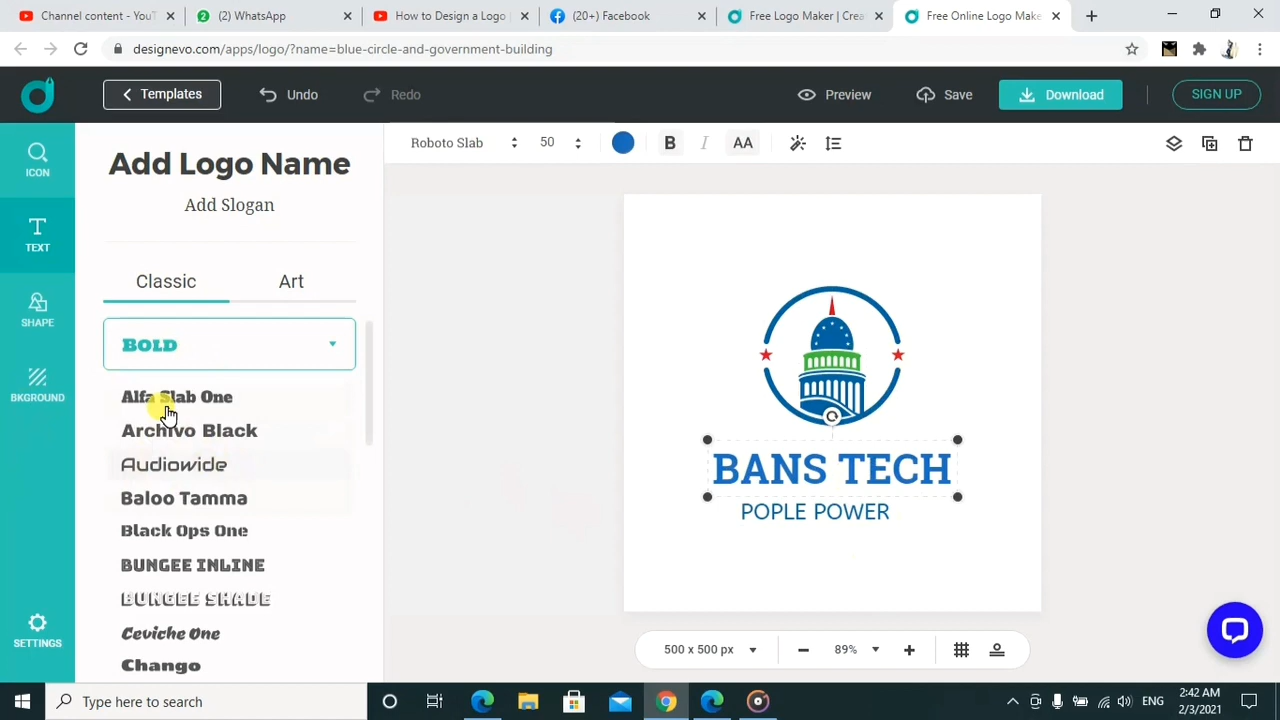 Channel content - YouT
(2) WhatsApp
How to Design a Logo
(20+) Facebook
Free Logo Maker | Crea
Free Online Logo Make
designevo.com/apps/logo/?name=blue-circle-and-government-building
Templates
Undo
Redo
Preview
Save
Download
SIGN UP
ICON
TEXT
SHAPE
BKGROUND
SETTINGS
Add Logo Name
Add Slogan
Classic
Art
BOLD
Alfa Slab One
Archivo Black
Audiowide
Baloo Tamma
Black Ops One
BUNGEE INLINE
BUNGEE SHADE
Ceviche One
Chango
Roboto Slab
50
B
I
AA
BANS TECH
POPLE POWER
500 x 500 px
89%
Type here to search
ENG
2:42 AM
2/3/2021